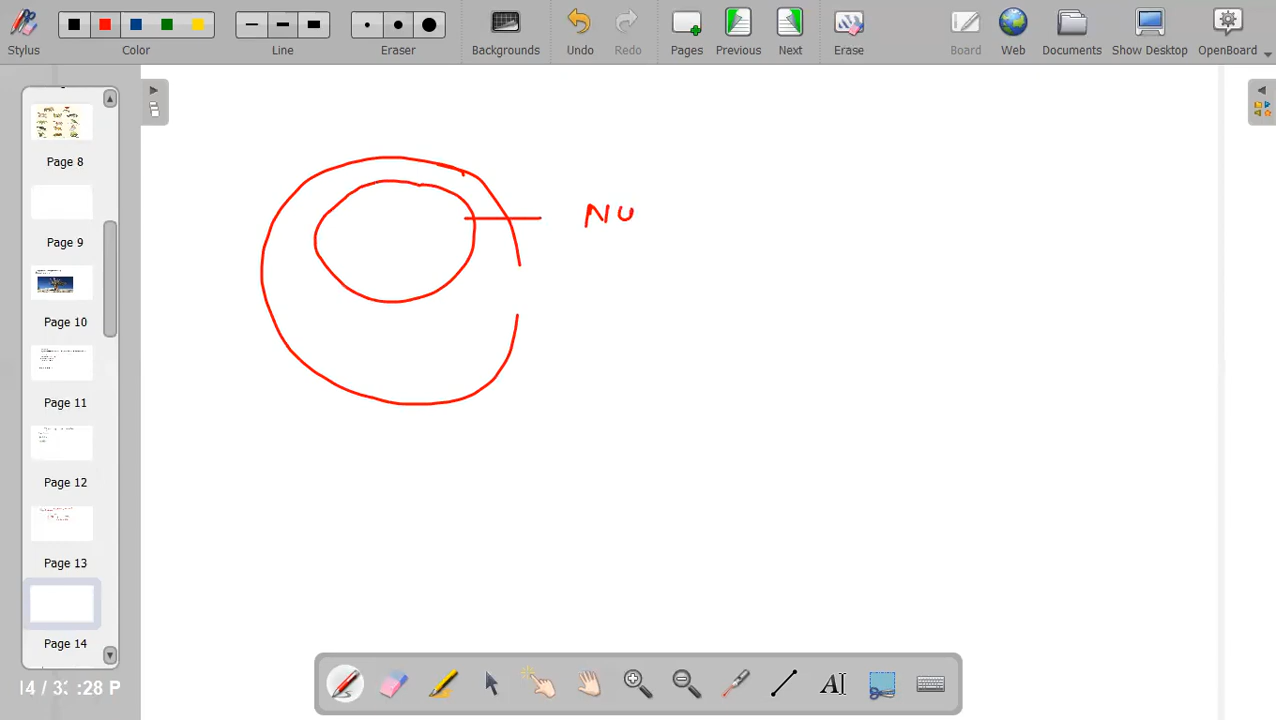 Stylus
Color
Line
Eraser
Backgrounds
Undo
Redo
Pages
Previous
Next
Erase
Board
Web
Documents
Show Desktop
OpenBoard
Page 8
Page 9
Page 10
Page 11
Page 12
Page 13
Page 14
NU
AI